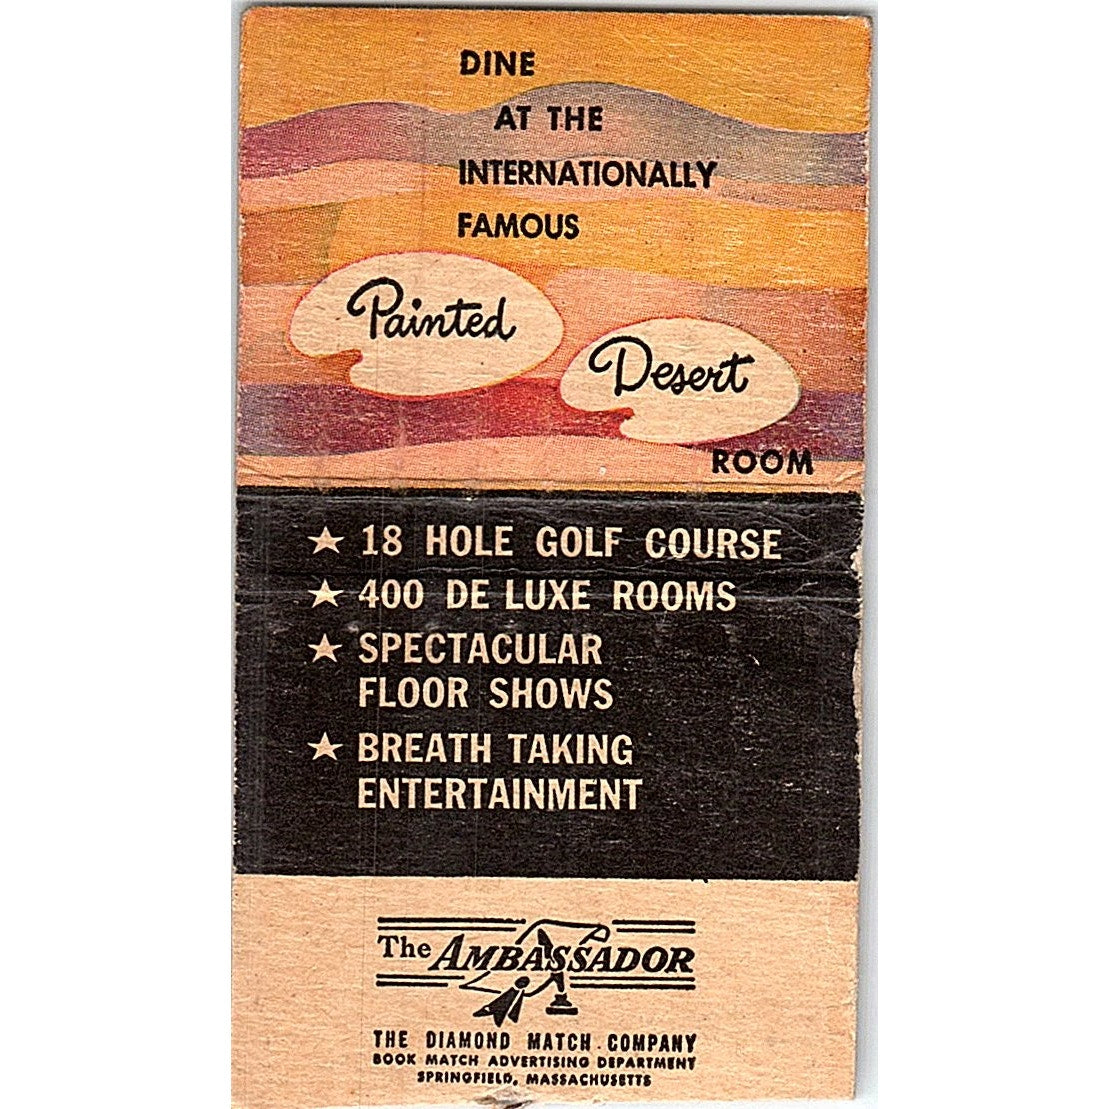 DINE
AT THE
INTERNATIONALLY
FAMOUS
Painted
Desert
ROOM
★ 18 HOLE GOLF COURSE
★ 400 DE LUXE ROOMS
★ SPECTACULAR
FLOOR SHOWS
★ BREATH TAKING
ENTERTAINMENT
The AMBASSADOR
THE DIAMOND MATCH COMPANY
BOOK MATCH ADVERTISING DEPARTMENT
SPRINGFIELD, MASSACHUSETTS